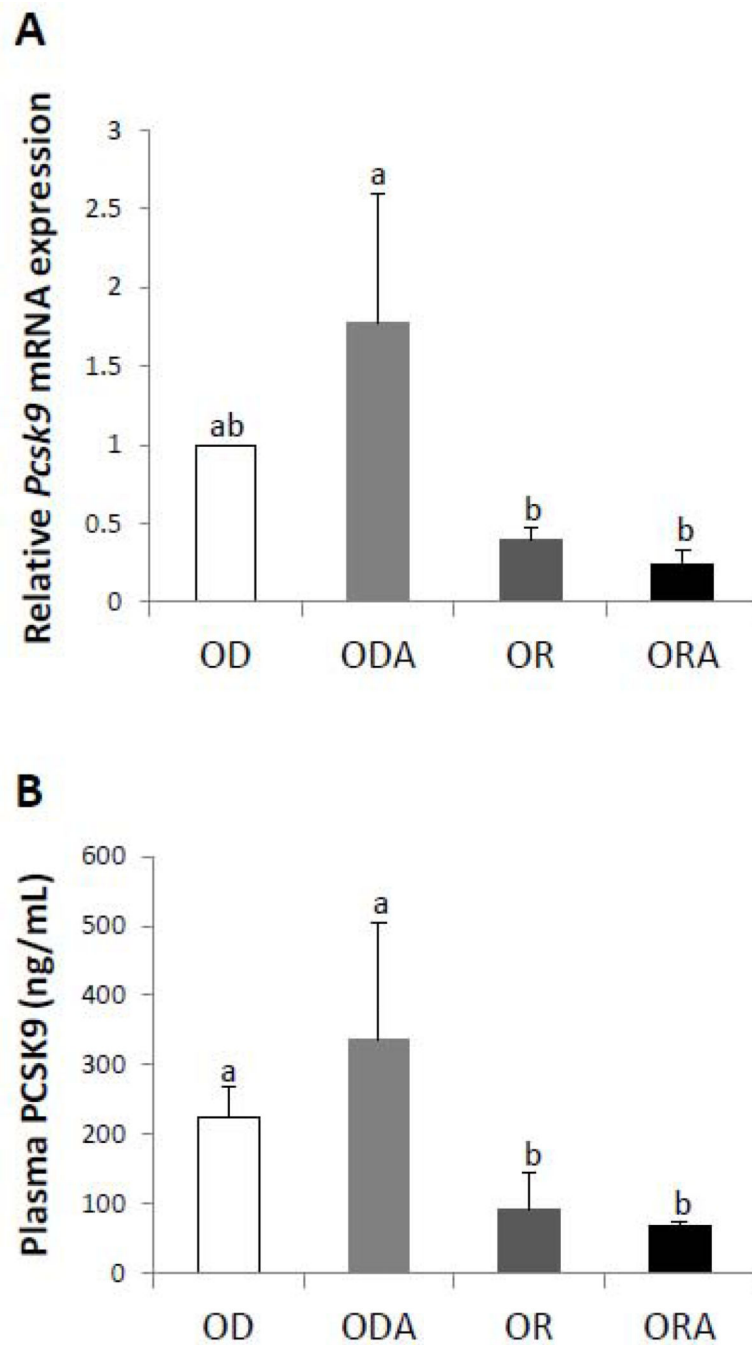 A
Relative Pcsk9 mRNA expression
3
2.5
2
1.5
1
0.5
0
ab
a
b
b
OD ODA OR ORA
B
Plasma PCSK9 (ng/mL)
600
500
400
300
200
100
0
a
a
b
b
OD ODA OR ORA